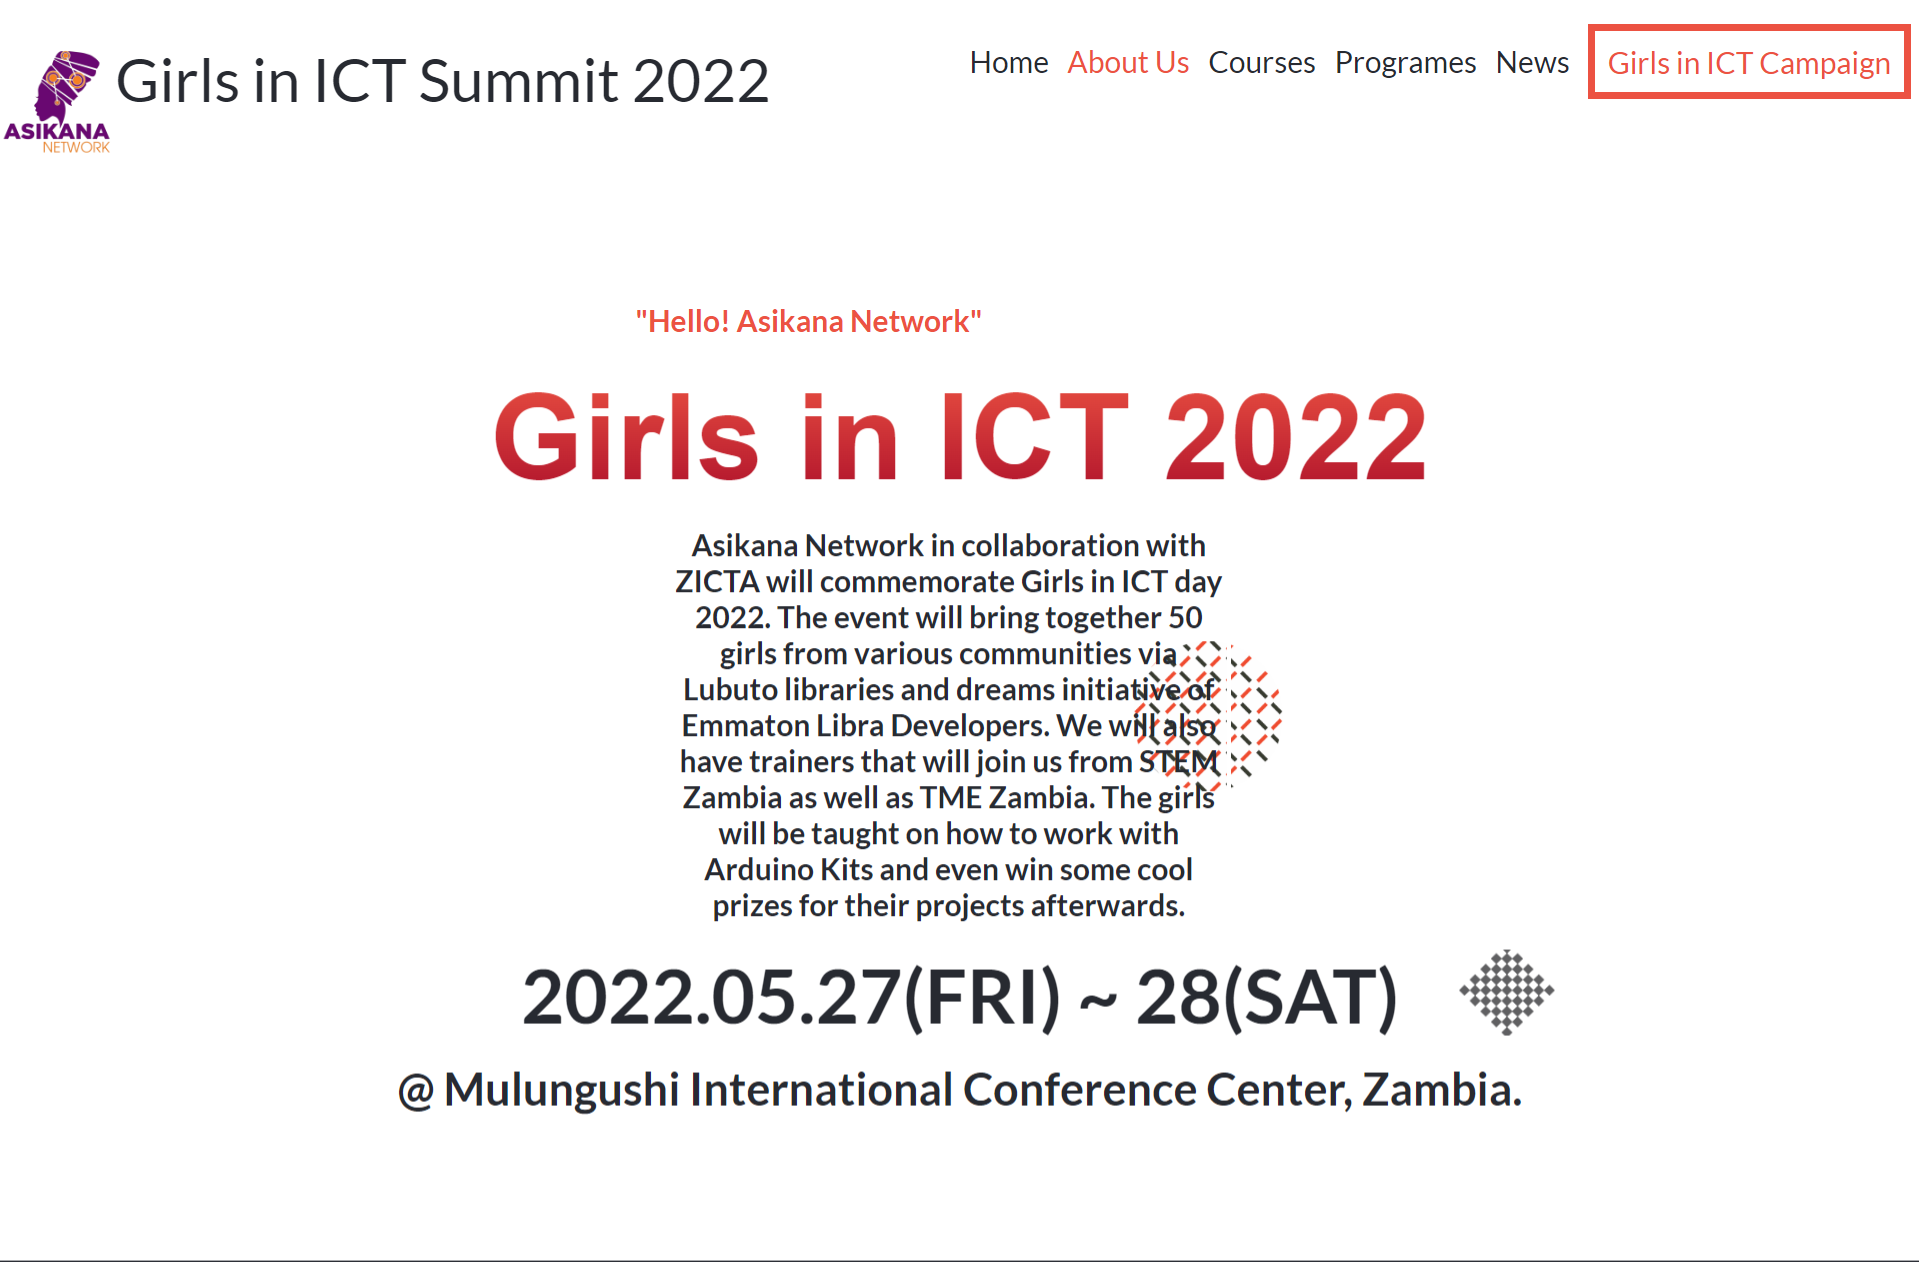 ASIKANA
NETWORK
Girls in ICT Summit 2022
Home About Us Courses Programes News Girls in ICT Campaign
"Hello! Asikana Network"
Girls in ICT 2022
Asikana Network in collaboration with
ZICTA will commemorate Girls in ICT day
2022. The event will bring together 50
girls from various communities via
Lubuto libraries and dreams initiative of
Emmaton Libra Developers. We will also
have trainers that will join us from STEM
Zambia as well as TME Zambia. The girls
will be taught on how to work with
Arduino Kits and even win some cool
prizes for their projects afterwards.
2022.05.27(FRI) ~ 28(SAT)
@ Mulungushi International Conference Center, Zambia.